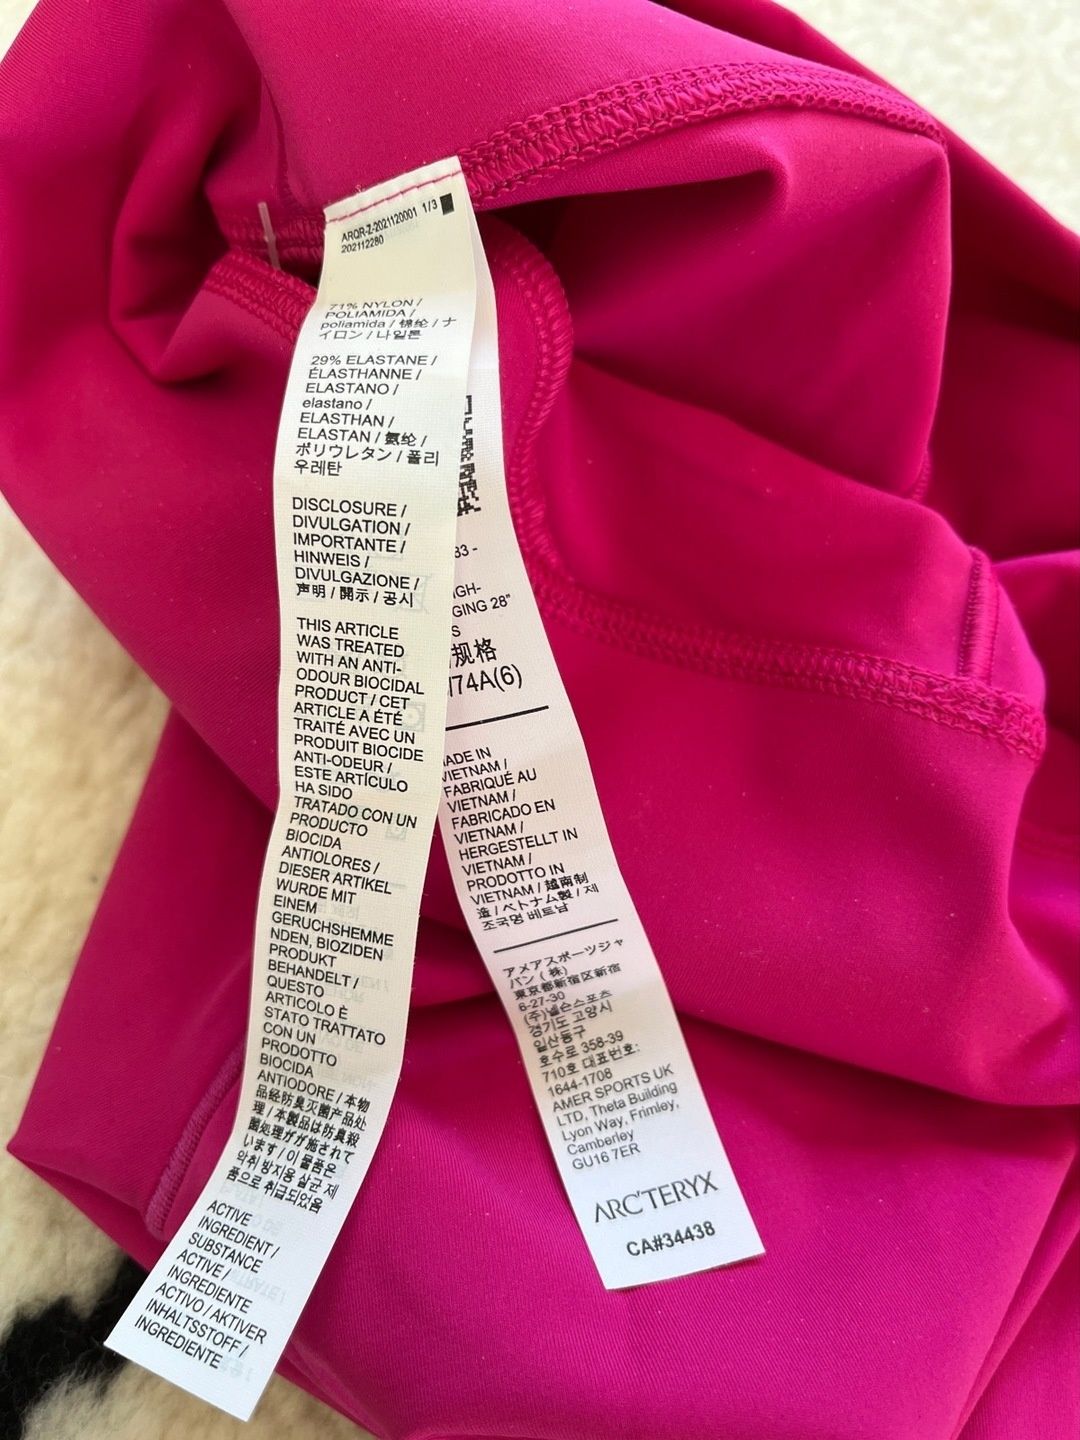 ARQR-Z-2021120001 1/3
202112280
71% NYLON /
POLIAMIDA /
poliamida / 锦纶 / ナ
イロン / 나일론
29% ELASTANE /
ÉLASTHANNE /
ELASTANO /
elastano /
ELASTHAN /
ELASTAN / 氨纶 /
ポリウレタン / 폴리
우레탄
DISCLOSURE /
DIVULGATION /
IMPORTANTE /
HINWEIS /
DIVULGAZIONE /
声明 / 開示 / 공시
THIS ARTICLE
WAS TREATED
WITH AN ANTI-
ODOUR BIOCIDAL
PRODUCT / CET
ARTICLE A ÉTÉ
TRAITÉ AVEC UN
PRODUIT BIOCIDE
ANTI-ODEUR /
ESTE ARTÍCULO
HA SIDO
TRATADO CON UN
PRODUCTO
BIOCIDA
ANTIOLORES /
DIESER ARTIKEL
WURDE MIT
EINEM
GERUCHSHEMME
NDEN, BIOZIDEN
PRODUKT
BEHANDELT /
QUESTO
ARTICOLO È
STATO TRATTATO
CON UN
PRODOTTO
BIOCIDA
ANTIODORE / 本物
品经防臭灭菌产品处
理 / 本製品は防臭殺
菌処理がが施されて
います / 이 물품은
악취 방지용 살균 제
품으로 취급되었음
ACTIVE
INGREDIENT /
SUBSTANCE
ACTIVE /
INGREDIENTE
ACTIVO / AKTIVER
INHALTSSTOFF /
INGREDIENTE
83 -
GH-
GING 28"
S
规格
74A(6)
ADE IN
VIETNAM /
FABRIQUÉ AU
VIETNAM /
FABRICADO EN
VIETNAM /
HERGESTELLT IN
VIETNAM /
PRODOTTO IN
VIETNAM / 越南制
造 / ベトナム製 / 제
조국명 베트남
アメアスポーツジャ
パン ( 株)
東京都新宿区新宿
6-27-30
(주)넬슨스포츠
경기도 고양시
일산동구
호수로 358-39
710호 대표번호:
1644-1708
AMER SPORTS UK
LTD, Theta Building
Lyon Way, Frimley,
Camberley
GU16 7ER
ARC'TERYX
CA#34438